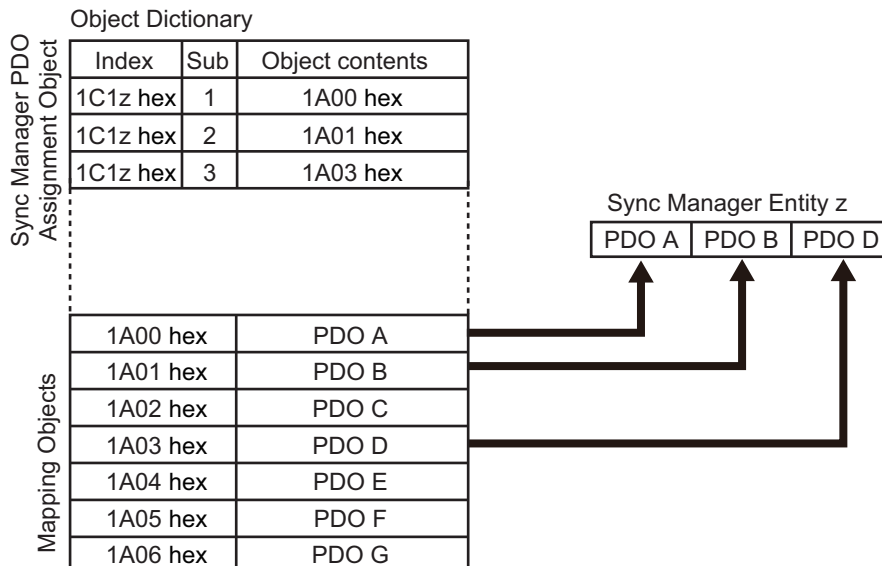 Object Dictionary
Sync Manager PDO
Assignment Object
Index Sub Object contents
1C1z hex 1 1A00 hex
1C1z hex 2 1A01 hex
1C1z hex 3 1A03 hex
Sync Manager Entity z
PDO A PDO B PDO D
Mapping Objects
1A00 hex PDO A
1A01 hex PDO B
1A02 hex PDO C
1A03 hex PDO D
1A04 hex PDO E
1A05 hex PDO F
1A06 hex PDO G